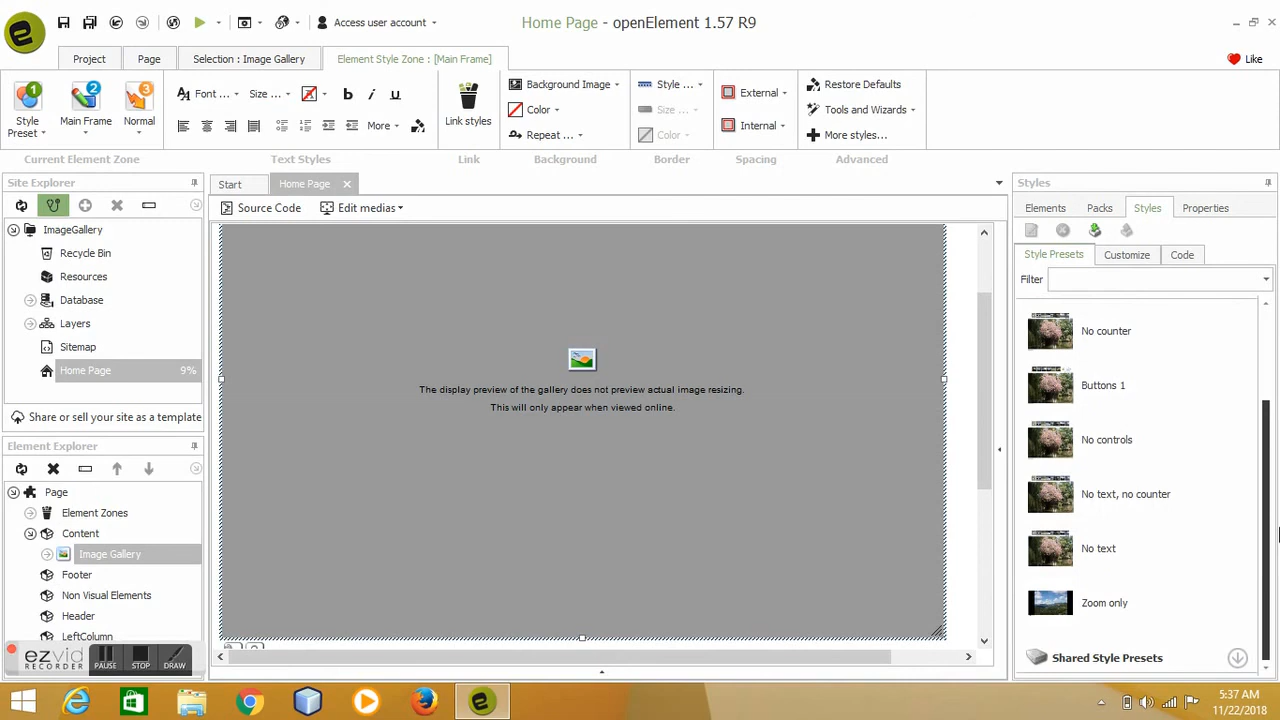 Access user account
Home Page - openElement 1.57 R9
Project
Page
Selection : Image Gallery
Element Style Zone : [Main Frame]
Like
1
Style Preset
2
Main Frame
3
Normal
Font ...
Size ...
b i u
More
Link styles
Background Image
Color
Repeat ...
Style ...
Size ...
Color
External
Internal
Restore Defaults
Tools and Wizards
More styles...
Current Element Zone
Text Styles
Link
Background
Border
Spacing
Advanced
Site Explorer
ImageGallery
Recycle Bin
Resources
Database
Layers
Sitemap
Home Page 9%
Share or sell your site as a template
Element Explorer
Page
Element Zones
Content
Image Gallery
Footer
Non Visual Elements
Header
LeftColumn
ezvid
RECORDER
PAUSE
STOP
DRAW
Start
Home Page
Source Code
Edit medias
The display preview of the gallery does not preview actual image resizing.
This will only appear when viewed online.
Styles
Elements
Packs
Styles
Properties
Style Presets
Customize
Code
Filter
No counter
Buttons 1
No controls
No text, no counter
No text
Zoom only
Shared Style Presets
5:37 AM
11/22/2018